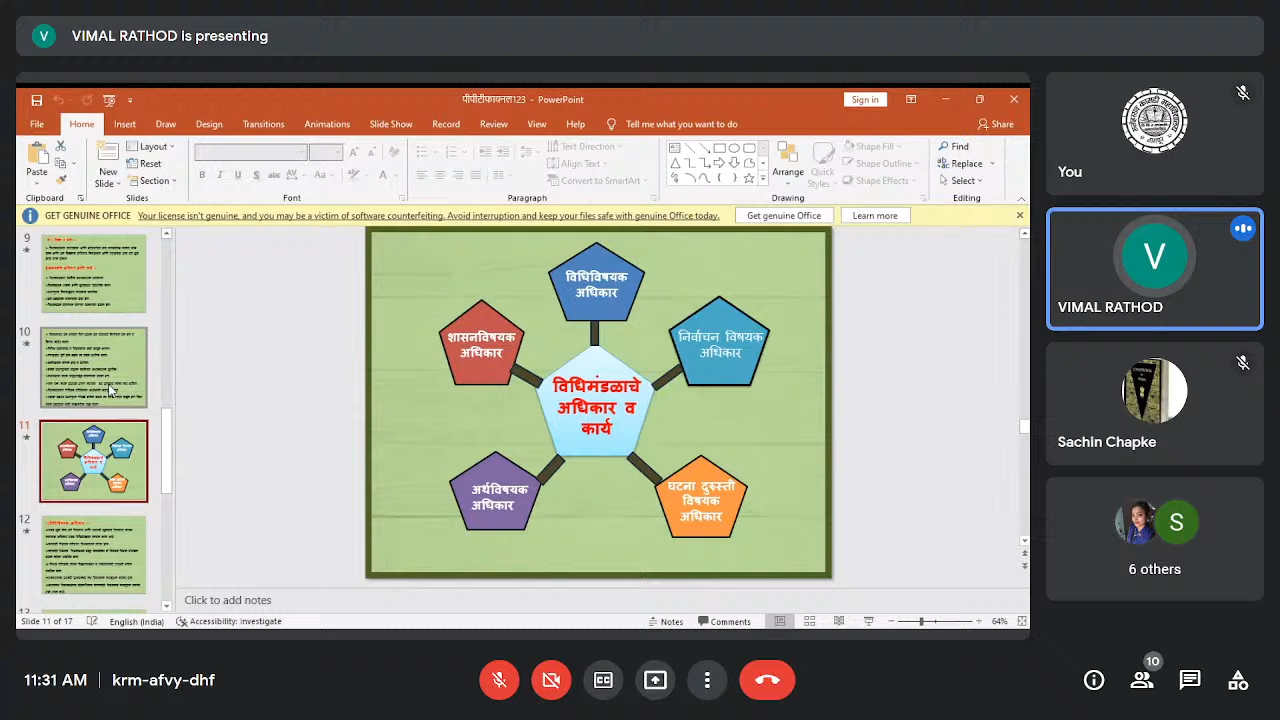 V VIMAL RATHOD is presenting
पीपीटीफायनल123 - PowerPoint
Sign in
File Home Insert Draw Design Transitions Animations Slide Show Record Review View Help Tell me what you want to do Share
Paste
New Slide
Layout
Reset
Section
B I U S abc AV Aa A
Text Direction
Align Text
Convert to SmartArt
Arrange
Quick Styles
Shape Fill
Shape Outline
Shape Effects
Find
Replace
Select
Clipboard Slides Font Paragraph Drawing Editing
GET GENUINE OFFICE Your license isn't genuine, and you may be a victim of software counterfeiting. Avoid interruption and keep your files safe with genuine Office today. Get genuine Office Learn more
9
10
11
12
विधिविषयक
अधिकार
शासनविषयक
अधिकार
निर्वाचन विषयक
अधिकार
विधिमंडळाचे
अधिकार व
कार्य
अर्थविषयक
अधिकार
घटना दुरुस्ती
विषयक
अधिकार
Click to add notes
Slide 11 of 17 English (India) Accessibility: Investigate Notes Comments 64%
You
V
VIMAL RATHOD
Sachin Chapke
S
6 others
11:31 AM | krm-afvy-dhf
10